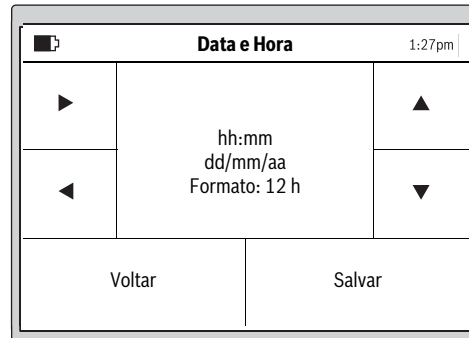 Data e Hora
1:27pm
hh:mm
dd/mm/aa
Formato: 12 h
Voltar
Salvar